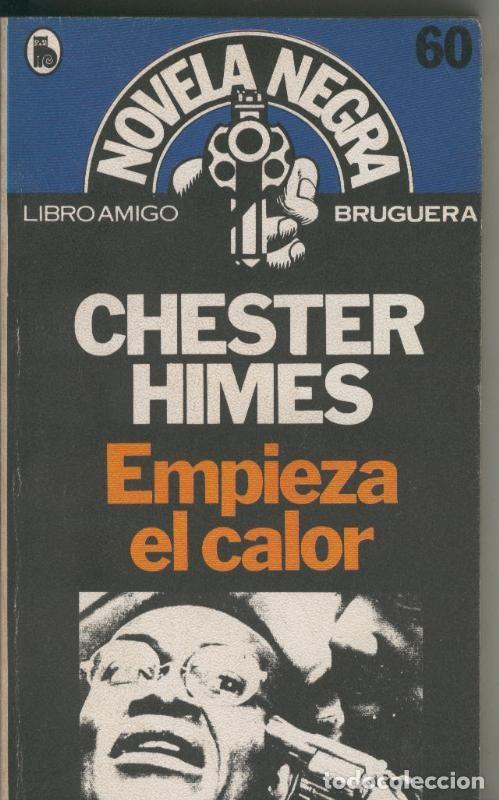 60
NOVELA NEGRA
LIBRO AMIGO
BRUGUERA
CHESTER
HIMES
Empieza
el calor
todocoleccion